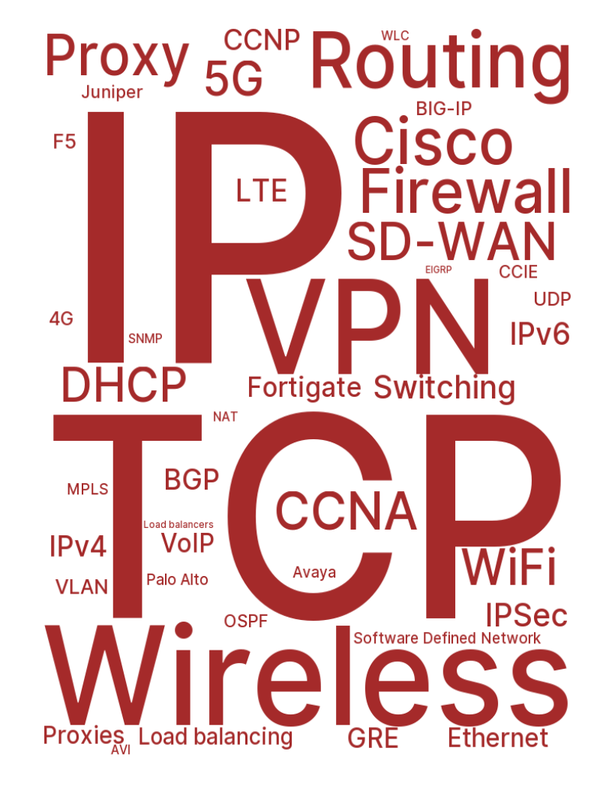 Proxy
CCNP
WLC
Routing
5G
Juniper
BIG-IP
F5
IP
Cisco
LTE
Firewall
SD-WAN
EIGRP
CCIE
VPN
UDP
4G
SNMP
IPv6
DHCP
Fortigate
Switching
NAT
TCP
BGP
MPLS
CCNA
Load balancers
IPv4
VoIP
WiFi
Avaya
Palo Alto
VLAN
IPSec
OSPF
Software Defined Network
Wireless
Proxies
AVI
Load balancing
GRE
Ethernet